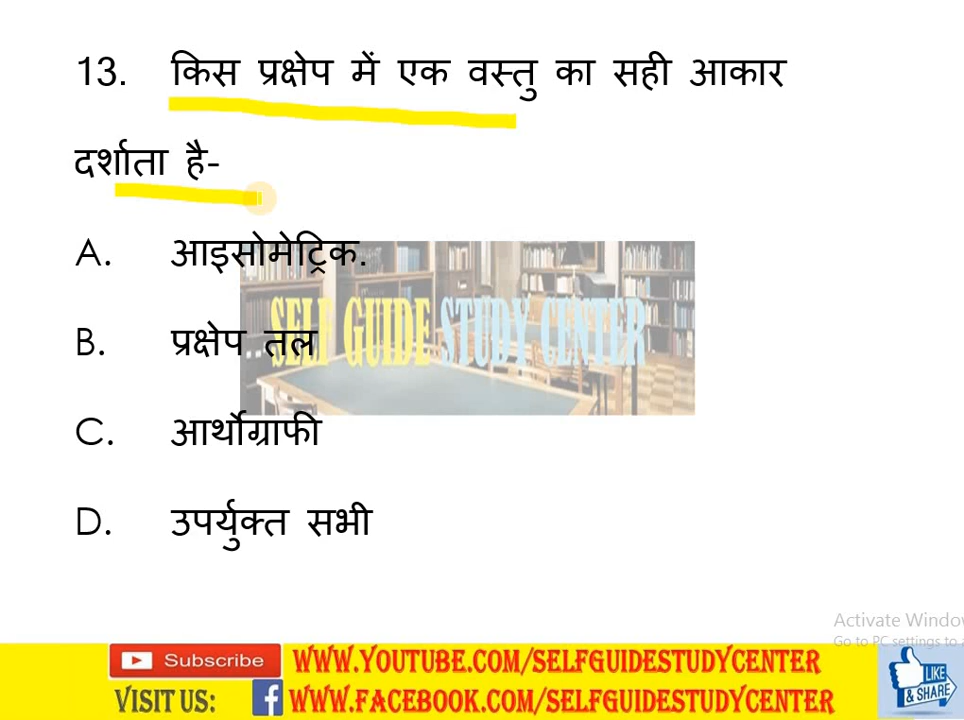 13. किस प्रक्षेप में एक वस्तु का सही आकार
दर्शाता है-
A. आइसोमेट्रिक.
B. प्रक्षेप तल
C. आर्थोग्राफी
D. उपर्युक्त सभी
SELF GUIDE STUDY CENTER
Activate Window
Go to PC settings to a
Subscribe WWW.YOUTUBE.COM/SELFGUIDESTUDYCENTER
VISIT US: f WWW.FACEBOOK.COM/SELFGUIDESTUDYCENTER
LIKE
& SHARE